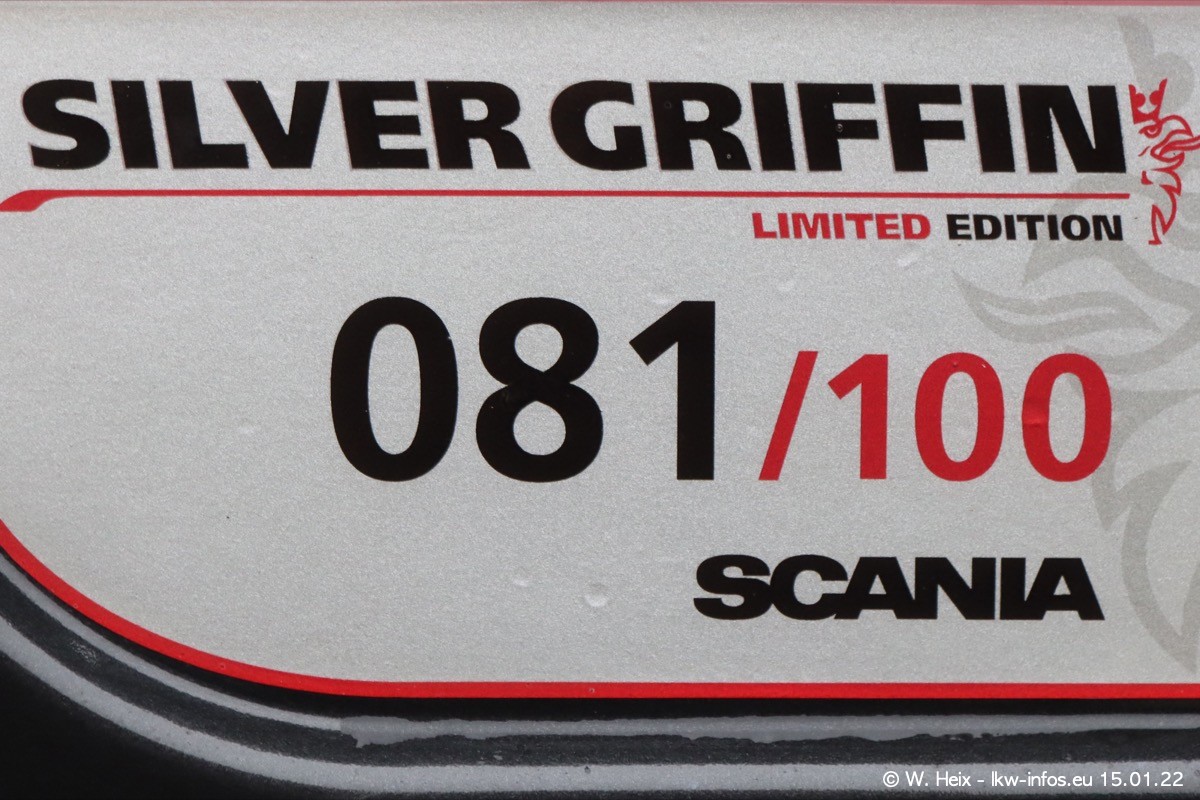 SILVER GRIFFIN
LIMITED EDITION
081/100
SCANIA
© W. Heix - lkw-infos.eu 15.01.22